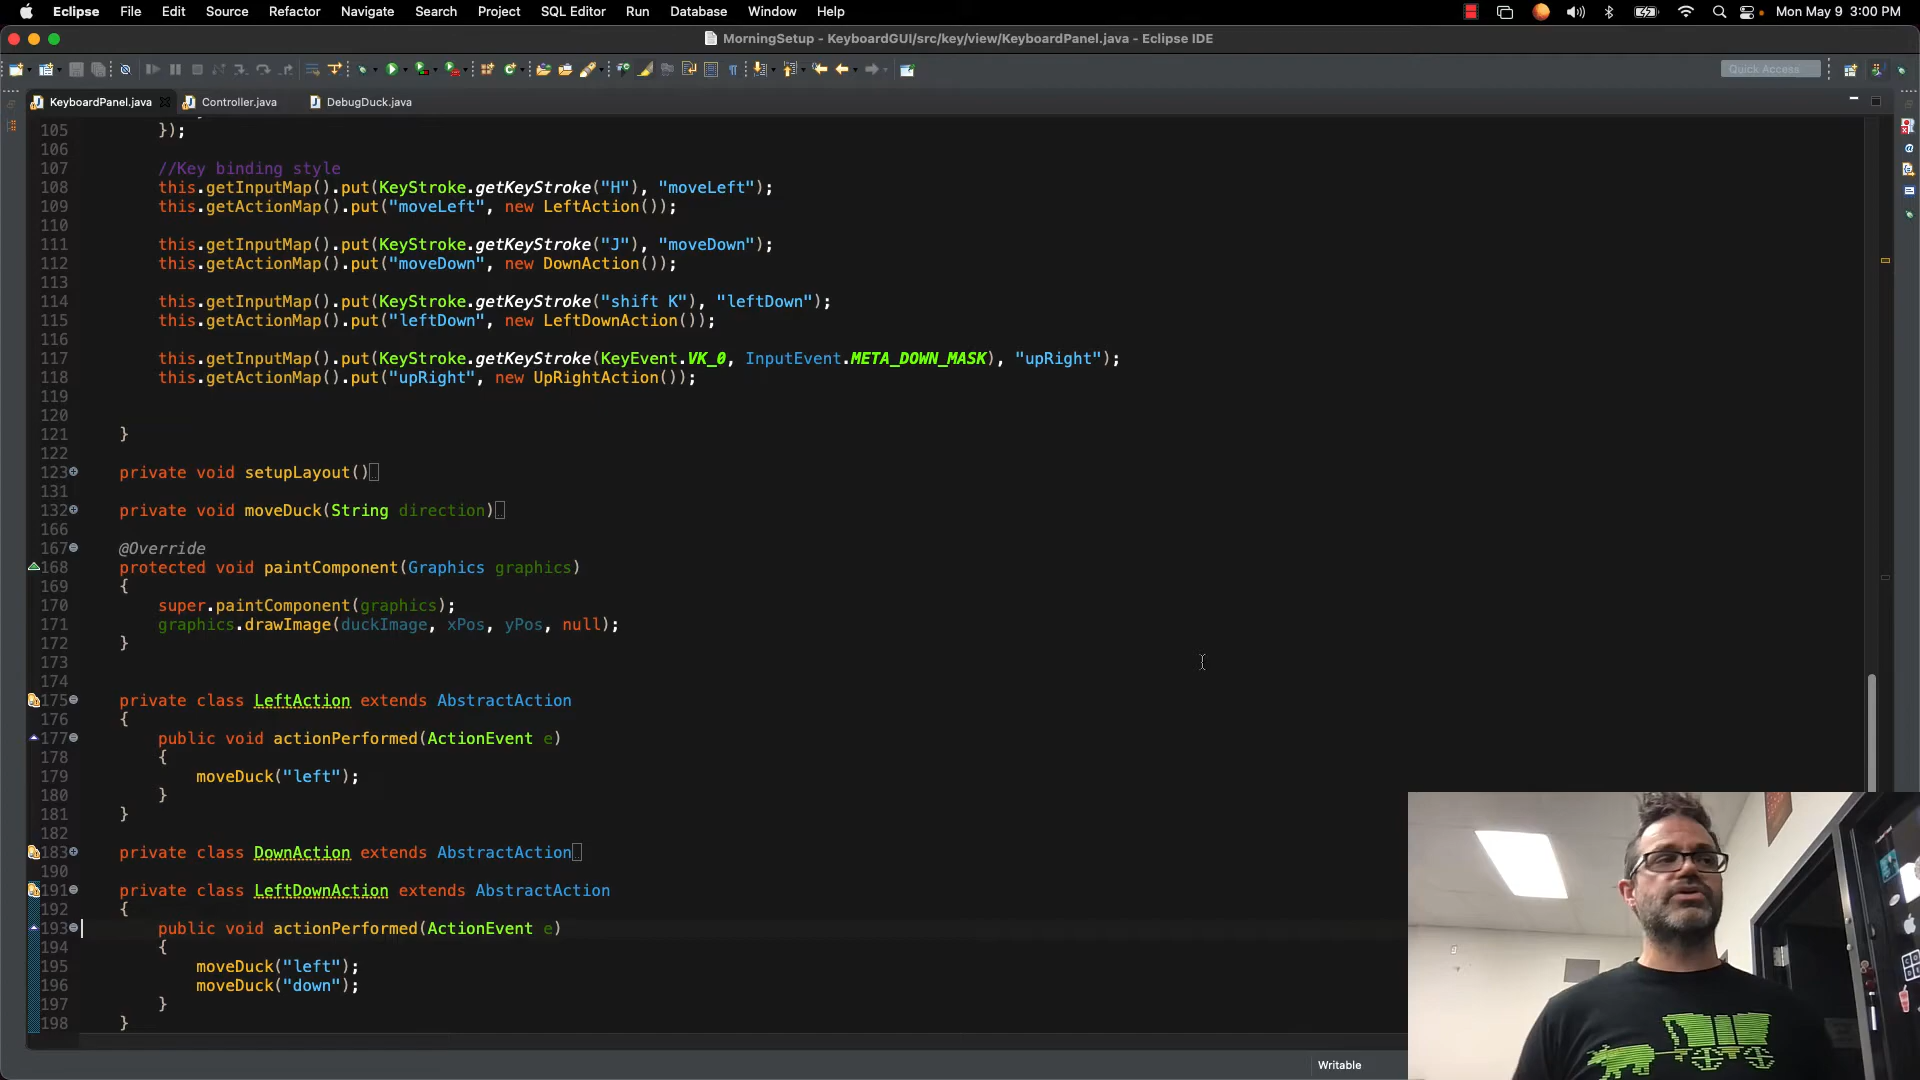 Eclipse File Edit Source Refactor Navigate Search Project SQL Editor Run Database Window Help Mon May 9 3:00 PM
MorningSetup - KeyboardGUI/src/key/view/KeyboardPanel.java - Eclipse IDE
Quick Access
KeyboardPanel.java Controller.java DebugDuck.java
105 });
106
107 //Key binding style
108 this.getInputMap().put(KeyStroke.getKeyStroke("H"), "moveLeft");
109 this.getActionMap().put("moveLeft", new LeftAction());
110
111 this.getInputMap().put(KeyStroke.getKeyStroke("J"), "moveDown");
112 this.getActionMap().put("moveDown", new DownAction());
113
114 this.getInputMap().put(KeyStroke.getKeyStroke("shift K"), "leftDown");
115 this.getActionMap().put("leftDown", new LeftDownAction());
116
117 this.getInputMap().put(KeyStroke.getKeyStroke(KeyEvent.VK_0, InputEvent.META_DOWN_MASK), "upRight");
118 this.getActionMap().put("upRight", new UpRightAction());
119
120
121 }
122
123 private void setupLayout()
131
132 private void moveDuck(String direction)
166
167 @Override
168 protected void paintComponent(Graphics graphics)
169 {
170 super.paintComponent(graphics);
171 graphics.drawImage(duckImage, xPos, yPos, null);
172 }
173
174
175 private class LeftAction extends AbstractAction
176 {
177 public void actionPerformed(ActionEvent e)
178 {
179 moveDuck("left");
180 }
181 }
182
183 private class DownAction extends AbstractAction
190
191 private class LeftDownAction extends AbstractAction
192 {
193 public void actionPerformed(ActionEvent e)
194 {
195 moveDuck("left");
196 moveDuck("down");
197 }
198 }
Writable